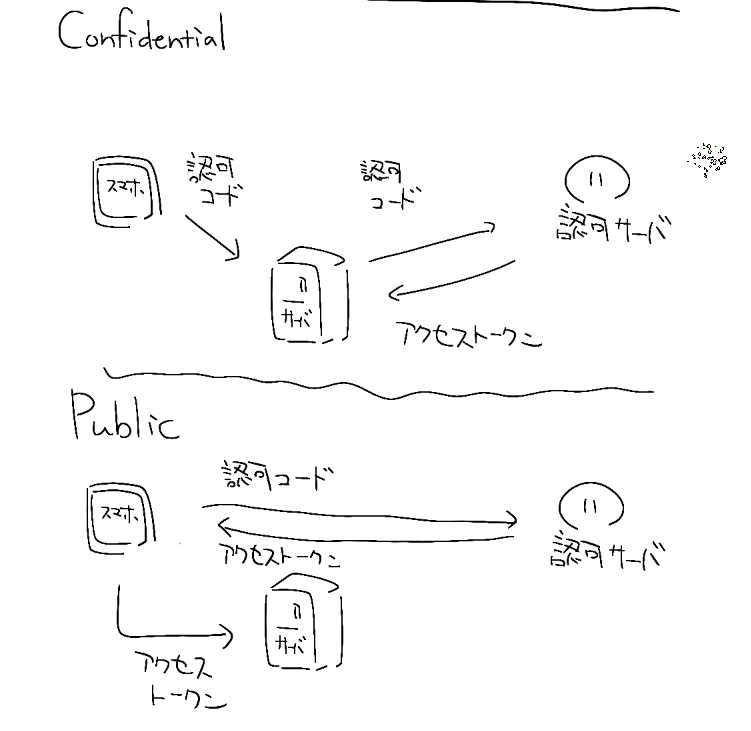 Confidential
スマホ
認可
コード
認可
コード
認可サーバ
サーバ
アクセストークン
Public
スマホ
認可コード
アクセストークン
認可サーバ
サーバ
アクセス
トークン